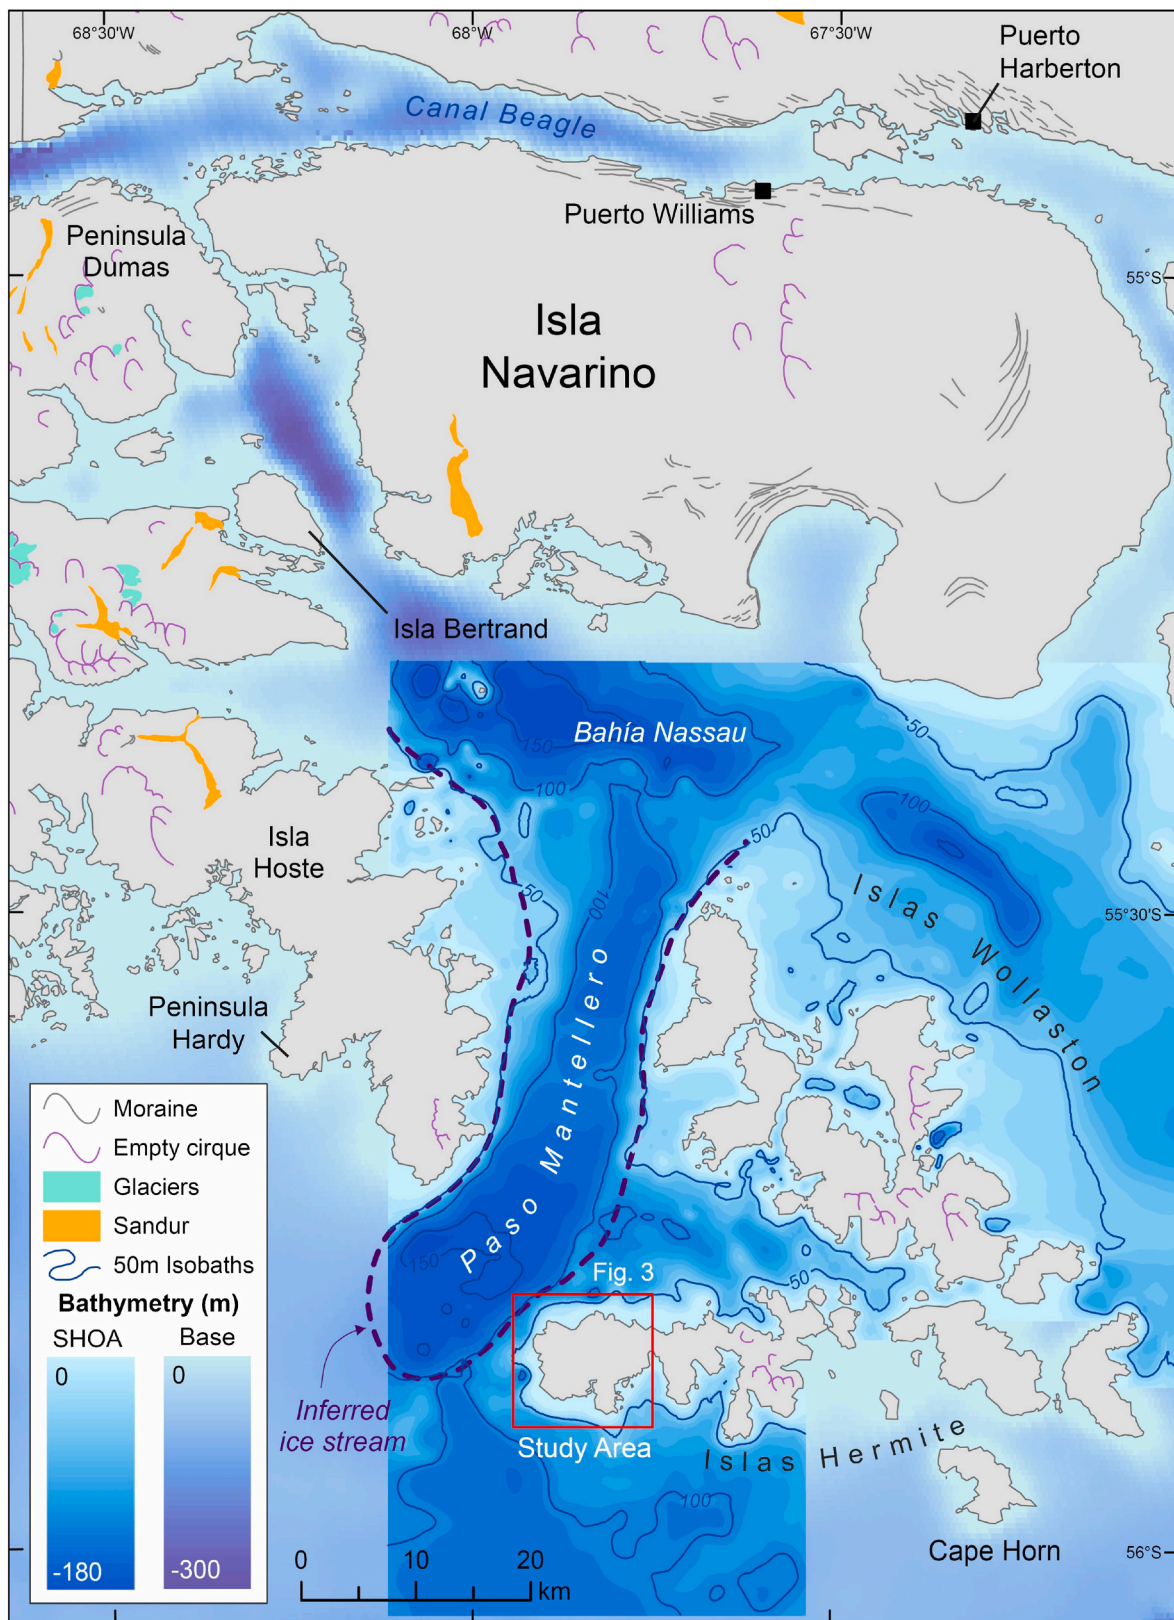 68°30'W
68°W
67°30'W
Puerto
Harberton
Canal Beagle
Puerto Williams
Peninsula
Dumas
55°S
Isla
Navarino
Isla Bertrand
Bahía Nassau
50
150
100
100
50
50
Isla
Hoste
100
Islas Wollaston
55°30'S
Peninsula
Hardy
Paso Mantellero
150
Fig. 3
50
Moraine
Empty cirque
Glaciers
Sandur
50m Isobaths
Bathymetry (m)
SHOA
Base
0
0
-180
-300
Inferred
ice stream
Study Area
Islas Hermite
100
Cape Horn
56°S
0
10
20
km